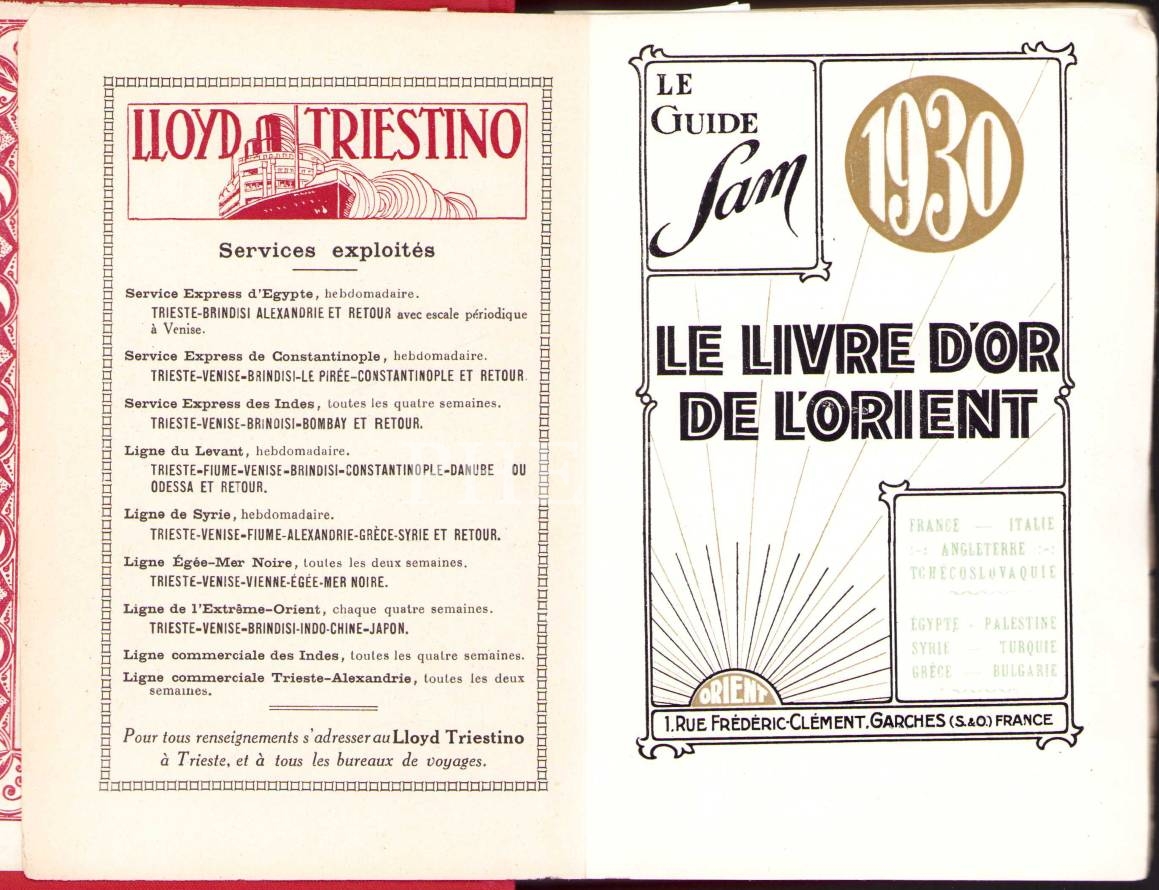 LLOYD TRIESTINO
Services exploités
Service Express d'Egypte, hebdomadaire.
TRIESTE-BRINDISI ALEXANDRIE ET RETOUR avec escale périodique
à Venise.
Service Express de Constantinople, hebdomadaire.
TRIESTE-VENISE-BRINDISI-LE PIRÉE-CONSTANTINOPLE ET RETOUR.
Service Express des Indes, toutes les quatre semaines.
TRIESTE-VENISE-BRINDISI-BOMBAY ET RETOUR.
Ligne du Levant, hebdomadaire.
TRIESTE-FIUME-VENISE-BRINDISI-CONSTANTINOPLE-DANUBE OU
ODESSA ET RETOUR.
Ligne de Syrie, hebdomadaire.
TRIESTE-VENISE-FIUME-ALEXANDRIE-GRÈCE-SYRIE ET RETOUR.
Ligne Égée-Mer Noire, toutes les deux semaines.
TRIESTE-VENISE-VIENNE-ÉGÉE-MER NOIRE.
Ligne de l'Extrême-Orient, chaque quatre semaines.
TRIESTE-VENISE-BRINDISI-INDO-CHINE-JAPON.
Ligne commerciale des Indes, toutes les quatre semaines.
Ligne commerciale Trieste-Alexandrie, toutes les deux
semaines.
Pour tous renseignements s'adresser au Lloyd Triestino
à Trieste, et à tous les bureaux de voyages.
LE
GUIDE
Sam
1930
LE LIVRE D'OR
DE L'ORIENT
FRANCE — ITALIE
:-: ANGLETERRE :-:
TCHÉCOSLOVAQUIE
ÉGYPTE - PALESTINE
SYRIE — TURQUIE
GRÈCE — BULGARIE
ORIENT
1, RUE FRÉDÉRIC-CLÉMENT. GARCHES (S.&O.) FRANCE